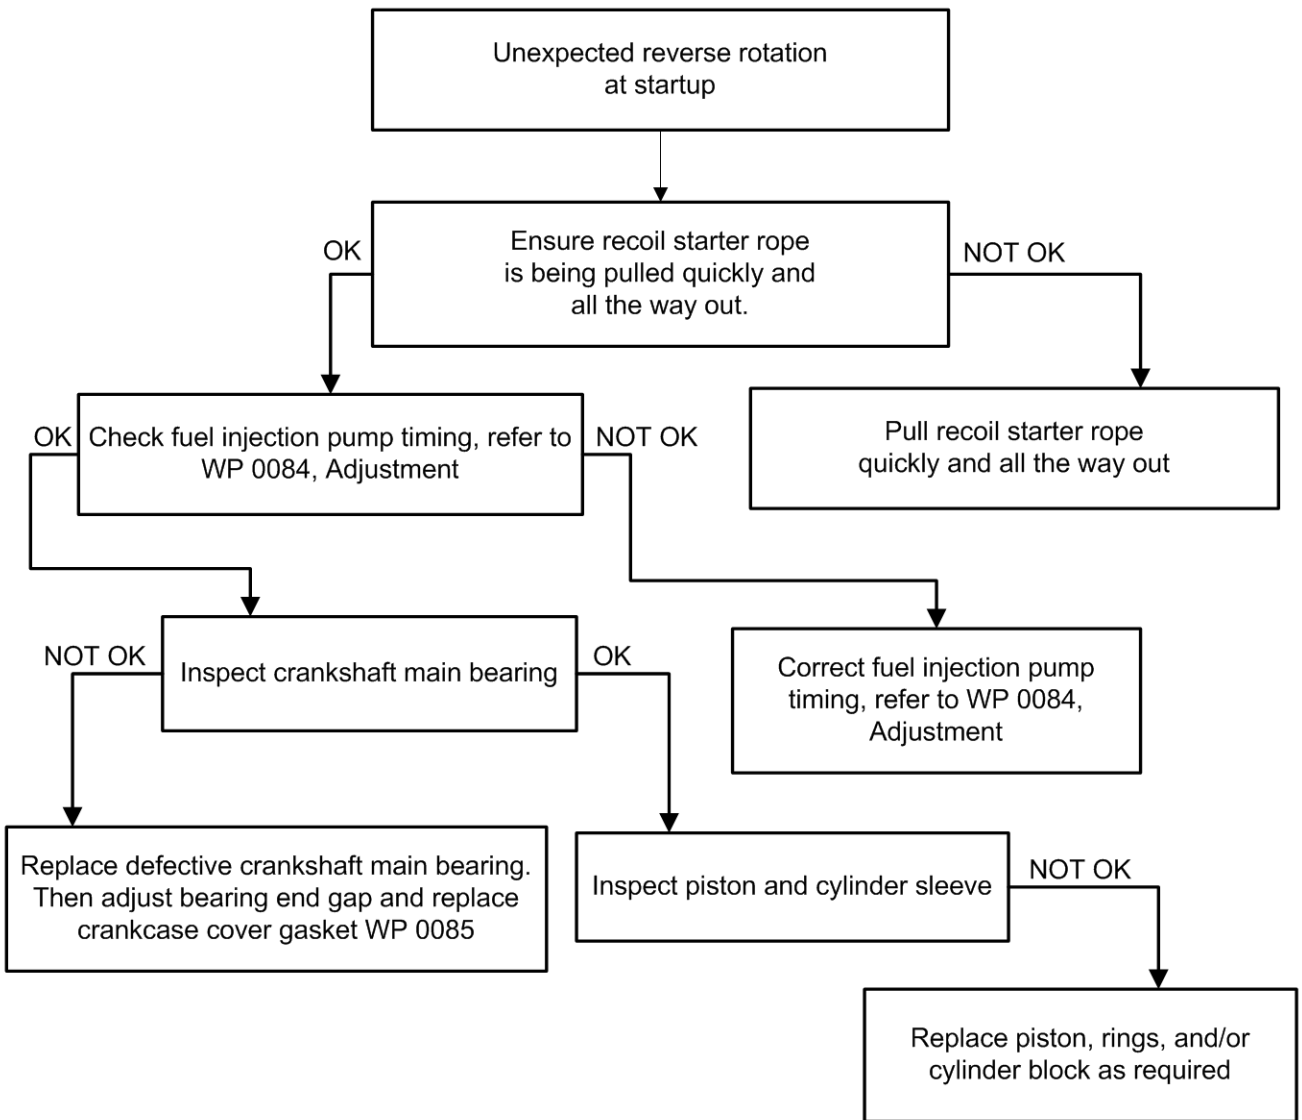 Unexpected reverse rotation
at startup
OK
Ensure recoil starter rope
is being pulled quickly and
all the way out.
NOT OK
OK
Check fuel injection pump timing, refer to
WP 0084, Adjustment
NOT OK
Pull recoil starter rope
quickly and all the way out
NOT OK
Inspect crankshaft main bearing
OK
Correct fuel injection pump
timing, refer to WP 0084,
Adjustment
Replace defective crankshaft main bearing.
Then adjust bearing end gap and replace
crankcase cover gasket WP 0085
Inspect piston and cylinder sleeve
NOT OK
Replace piston, rings, and/or
cylinder block as required